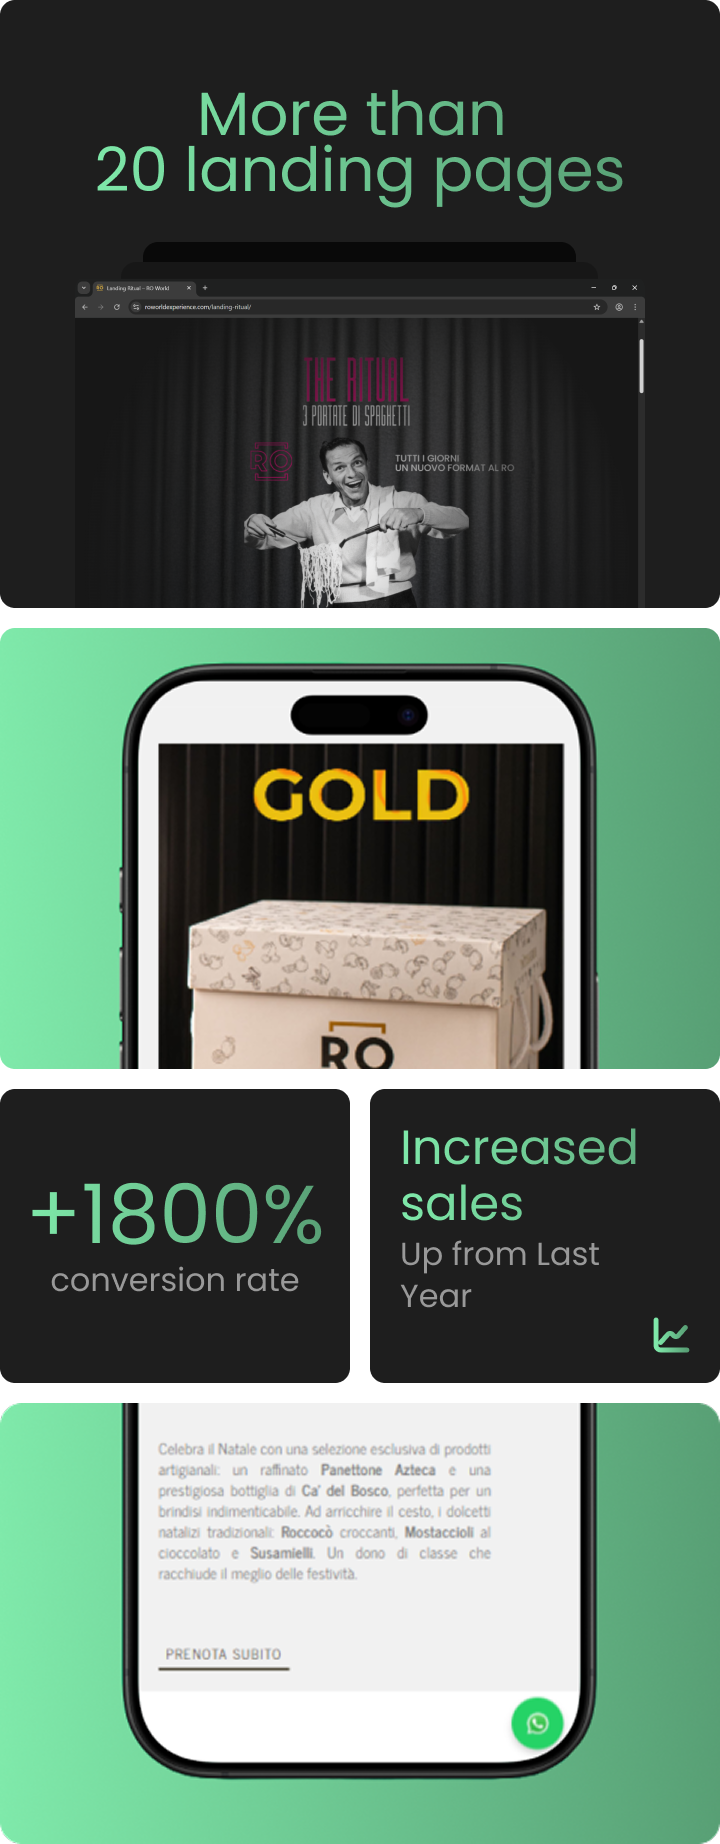 More than
20 landing pages
Landing Ritual – RO World
roworldexperience.com/landing-ritual/
THE RITUAL
3 PORTATE DI SPAGHETTI
RO
TUTTI I GIORNI
UN NUOVO FORMAT AL RO
GOLD
RO
+1800%
conversion rate
Increased
sales
Up from Last
Year
Celebra il Natale con una selezione esclusiva di prodotti
artigianali: un raffinato Panettone Azteca e una
prestigiosa bottiglia di Ca' del Bosco, perfetta per un
brindisi indimenticabile. Ad arricchire il cesto, i dolcetti
natalizi tradizionali: Roccocò croccanti, Mostaccioli al
cioccolato e Susamielli. Un dono di classe che
racchiude il meglio delle festività.
PRENOTA SUBITO